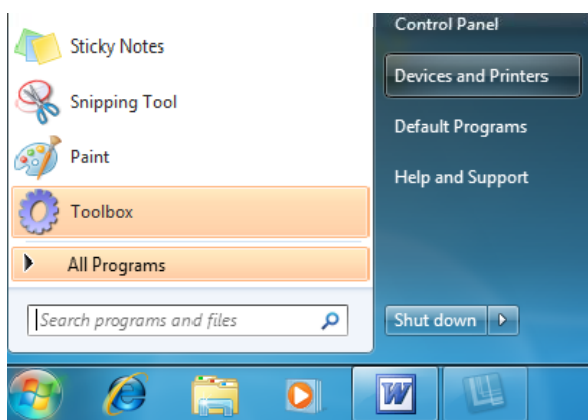 Sticky Notes
Snipping Tool
Paint
Toolbox
All Programs
Search programs and files
Control Panel
Devices and Printers
Default Programs
Help and Support
Shut down
W